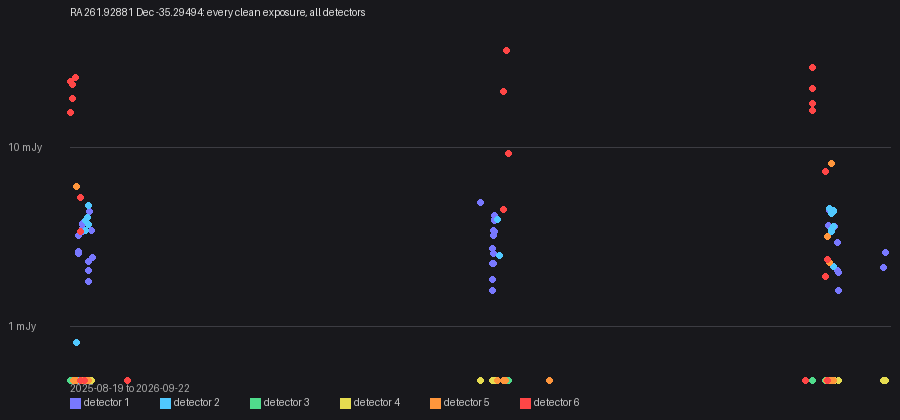 RA 261.92881 Dec -35.29494: every clean exposure, all detectors
10 mJy
1 mJy
2025-08-19 to 2026-09-22
detector 1 detector 2 detector 3 detector 4 detector 5 detector 6